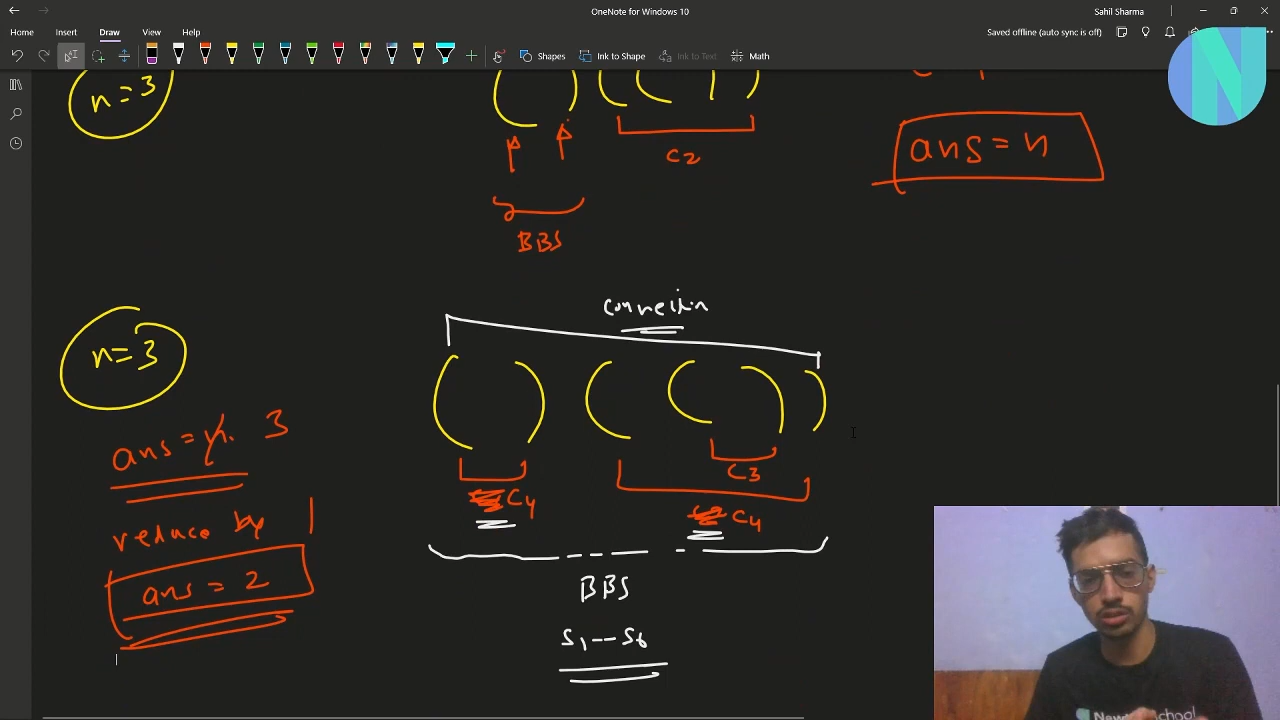 OneNote for Windows 10
Sahil Sharma
Home Insert Draw View Help
Saved offline (auto sync is off)
Shapes Ink to Shape Ink to Text Math
n=3
C2
ans = n
BBS
n=3
connection
( ) ( ( ) )
ans = n. 3
C3
C4
C4
reduce by 1
ans = 2
BBS
S1--S6
N
School